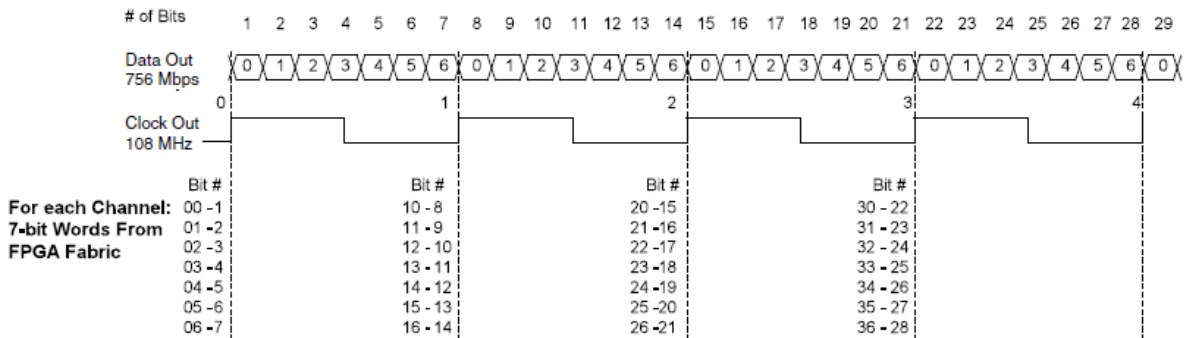 # of Bits 1 2 3 4 5 6 7 8 9 10 11 12 13 14 15 16 17 18 19 20 21 22 23 24 25 26 27 28 29
Data Out 0 1 2 3 4 5 6 0 1 2 3 4 5 6 0 1 2 3 4 5 6 0 1 2 3 4 5 6 0
756 Mbps
0 1 2 3 4
Clock Out
108 MHz
Bit # Bit # Bit # Bit #
For each Channel: 00 -1 10 - 8 20 -15 30 - 22
7-bit Words From 01 -2 11 - 9 21 -16 31 - 23
FPGA Fabric 02 -3 12 - 10 22 -17 32 - 24
03 -4 13 - 11 23 -18 33 - 25
04 -5 14 - 12 24 -19 34 - 26
05 -6 15 - 13 25 -20 35 - 27
06 -7 16 - 14 26 -21 36 - 28